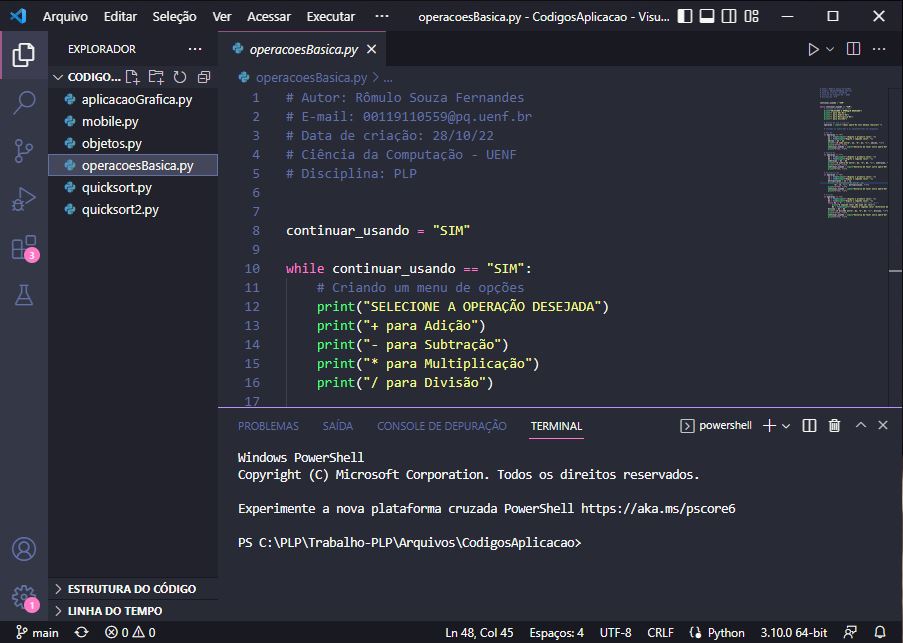 Arquivo Editar Seleção Ver Acessar Executar ··· operacoesBasica.py - CodigosAplicacao - Visu...
EXPLORADOR ···
CODIGO...
aplicacaoGrafica.py
mobile.py
objetos.py
operacoesBasica.py
quicksort.py
quicksort2.py
ESTRUTURA DO CÓDIGO
LINHA DO TEMPO
3
1
operacoesBasica.py
operacoesBasica.py > ...
1 # Autor: Rômulo Souza Fernandes
2 # E-mail: 00119110559@pq.uenf.br
3 # Data de criação: 28/10/22
4 # Ciência da Computação - UENF
5 # Disciplina: PLP
6
7
8 continuar_usando = "SIM"
9
10 while continuar_usando == "SIM":
11 # Criando um menu de opções
12 print("SELECIONE A OPERAÇÃO DESEJADA")
13 print("+ para Adição")
14 print("- para Subtração")
15 print("* para Multiplicação")
16 print("/ para Divisão")
17
PROBLEMAS SAÍDA CONSOLE DE DEPURAÇÃO TERMINAL powershell
Windows PowerShell
Copyright (C) Microsoft Corporation. Todos os direitos reservados.
Experimente a nova plataforma cruzada PowerShell https://aka.ms/pscore6
PS C:\PLP\Trabalho-PLP\Arquivos\CodigosAplicacao>
main 0 0 Ln 48, Col 45 Espaços: 4 UTF-8 CRLF Python 3.10.0 64-bit